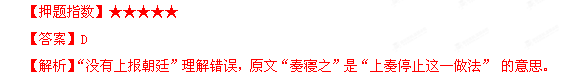 【押题指数】★★★★★
【答案】D
【解析】“没有上报朝廷”理解错误，原文“奏寝之”是“上奏停止这一做法” 的意思。